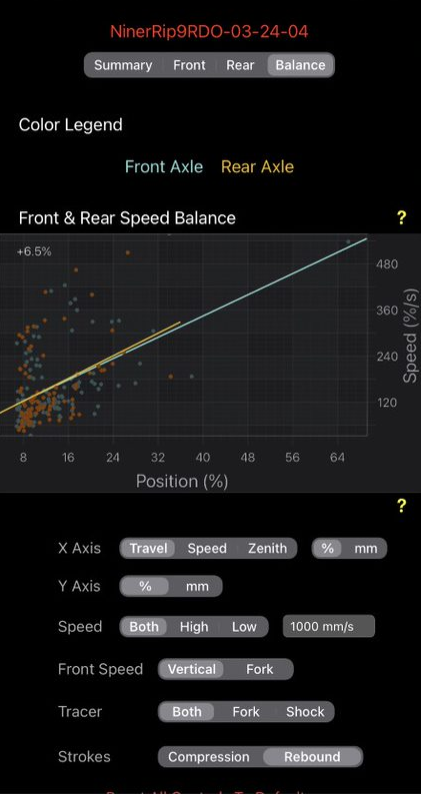 NinerRip9RDO-03-24-04
Summary Front Rear Balance
Color Legend
Front Axle Rear Axle
Front & Rear Speed Balance ?
+6.5%
480
360
240
120
Speed (%/s)
8 16 24 32 40 48 56 64
Position (%)
?
X Axis Travel Speed Zenith % mm
Y Axis % mm
Speed Both High Low 1000 mm/s
Front Speed Vertical Fork
Tracer Both Fork Shock
Strokes Compression Rebound